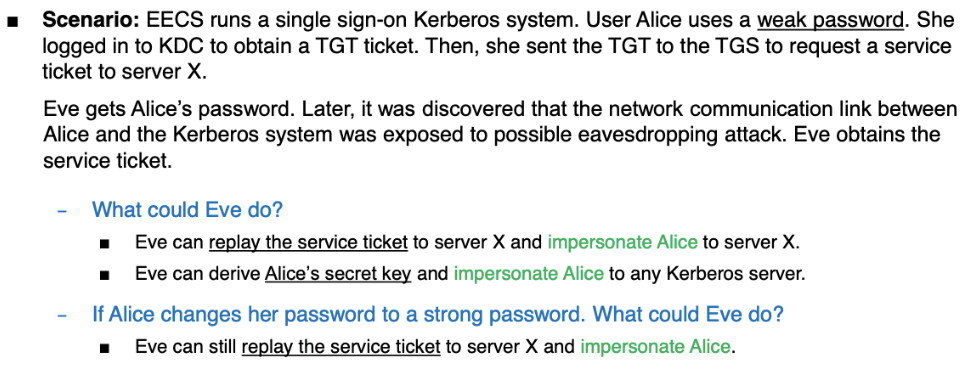 ▪ Scenario: EECS runs a single sign-on Kerberos system. User Alice uses a weak password. She
logged in to KDC to obtain a TGT ticket. Then, she sent the TGT to the TGS to request a service
ticket to server X.
Eve gets Alice’s password. Later, it was discovered that the network communication link between
Alice and the Kerberos system was exposed to possible eavesdropping attack. Eve obtains the
service ticket.
– What could Eve do?
▪ Eve can replay the service ticket to server X and impersonate Alice to server X.
▪ Eve can derive Alice’s secret key and impersonate Alice to any Kerberos server.
– If Alice changes her password to a strong password. What could Eve do?
▪ Eve can still replay the service ticket to server X and impersonate Alice.